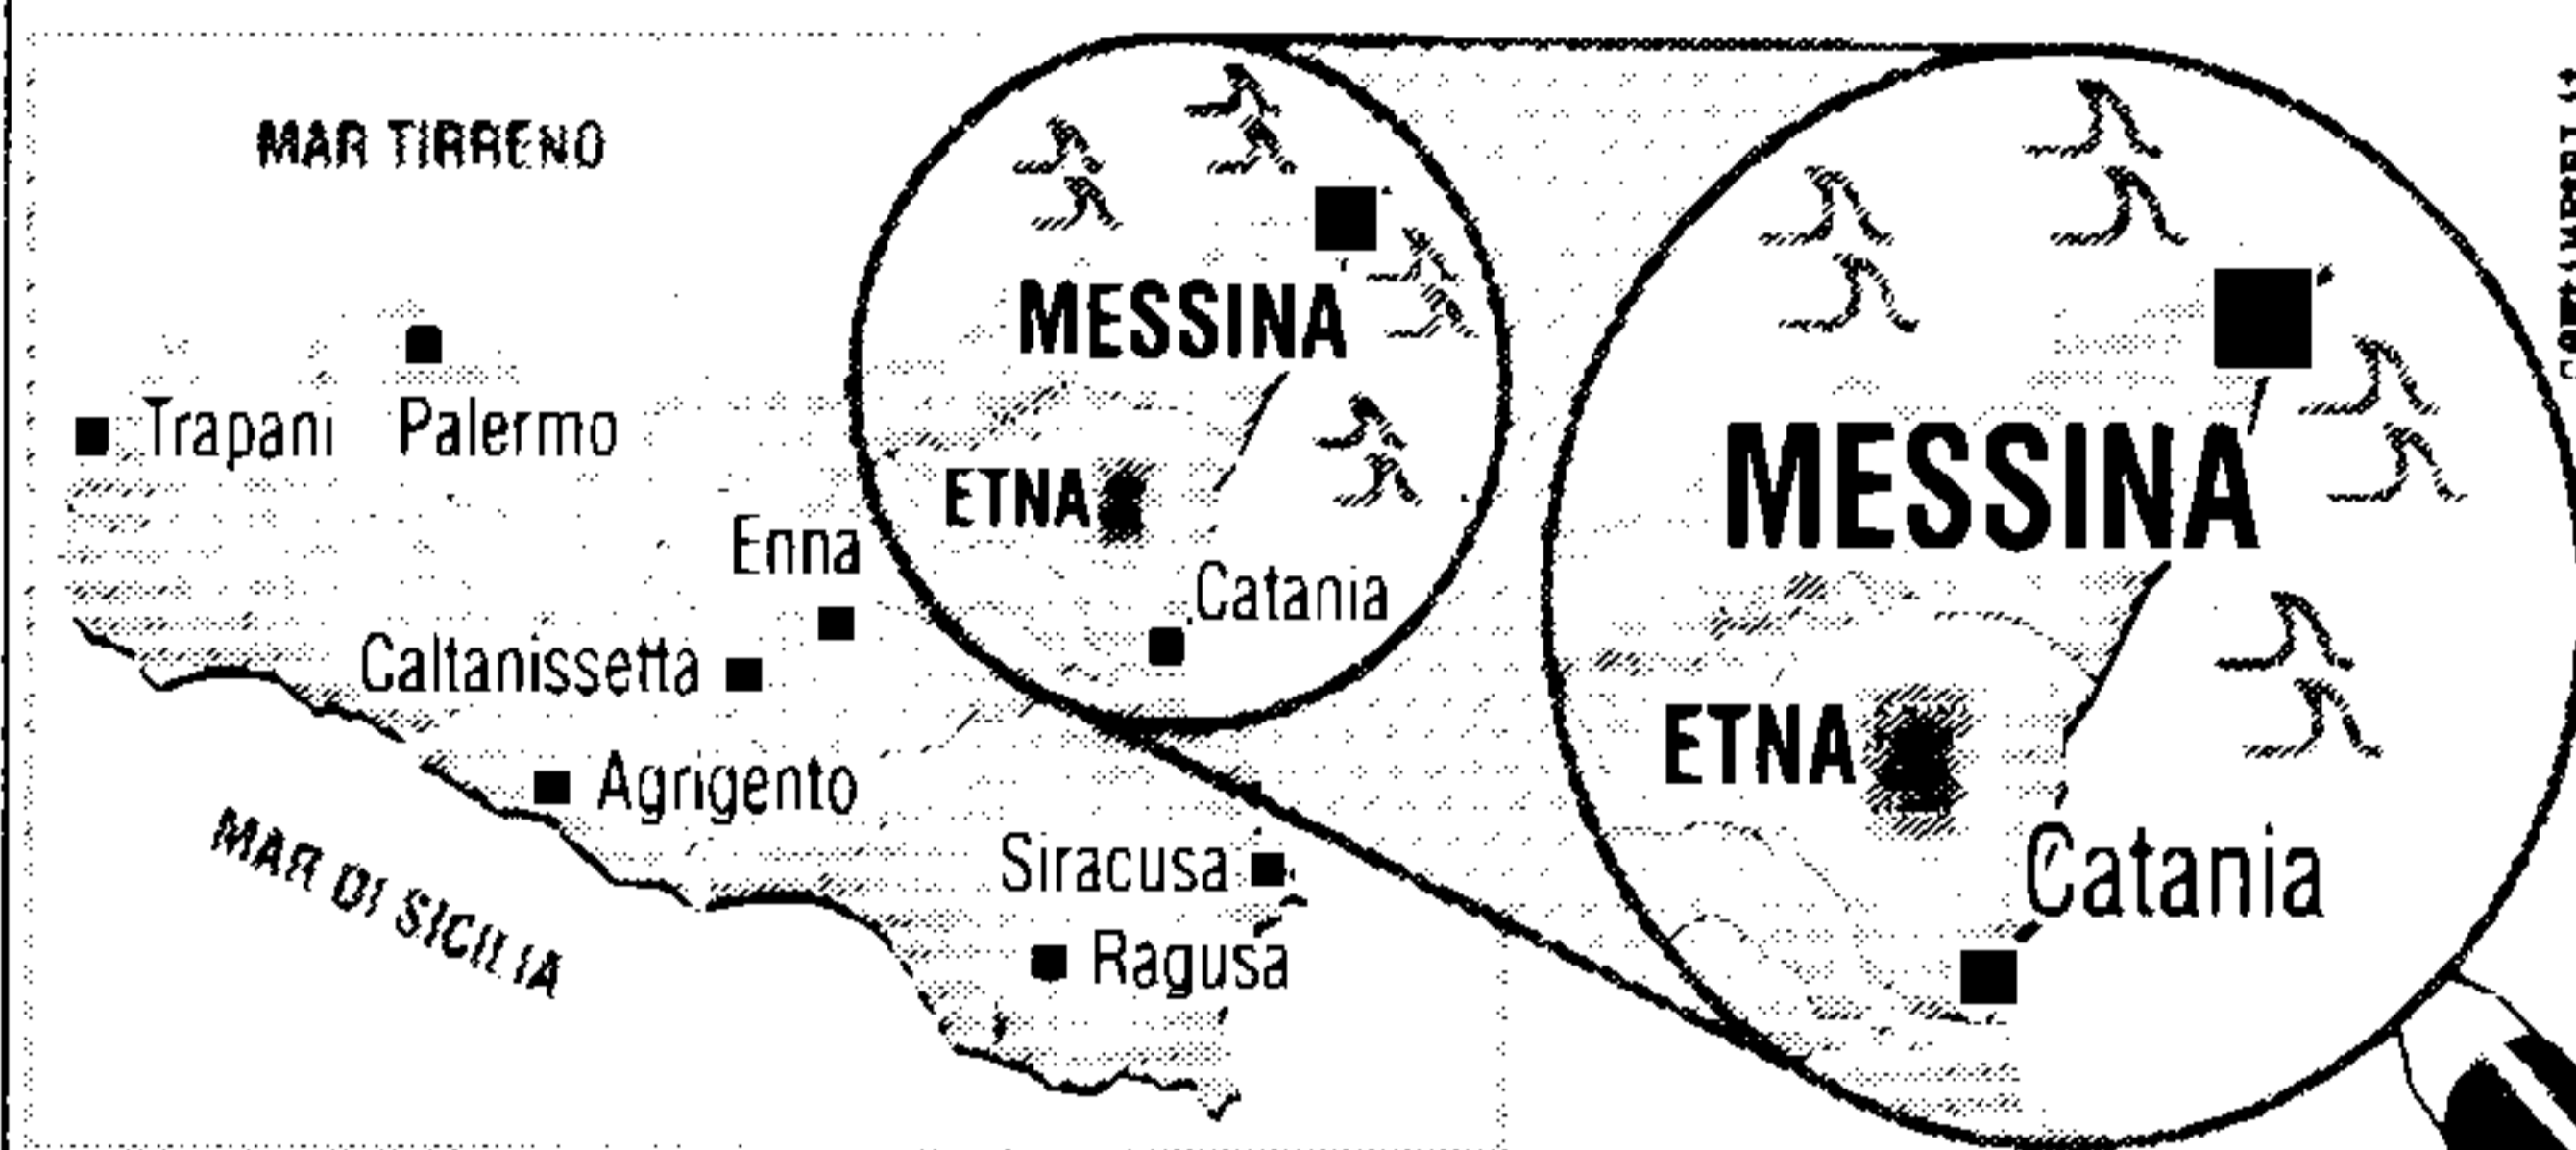 MAR TIRRENO
MESSINA
Trapani
Palermo
ETNA
Enna
Catania
Caltanissetta
Agrigento
MAR DI SICILIA
Siracusa
Ragusa
MESSINA
ETNA
Catania